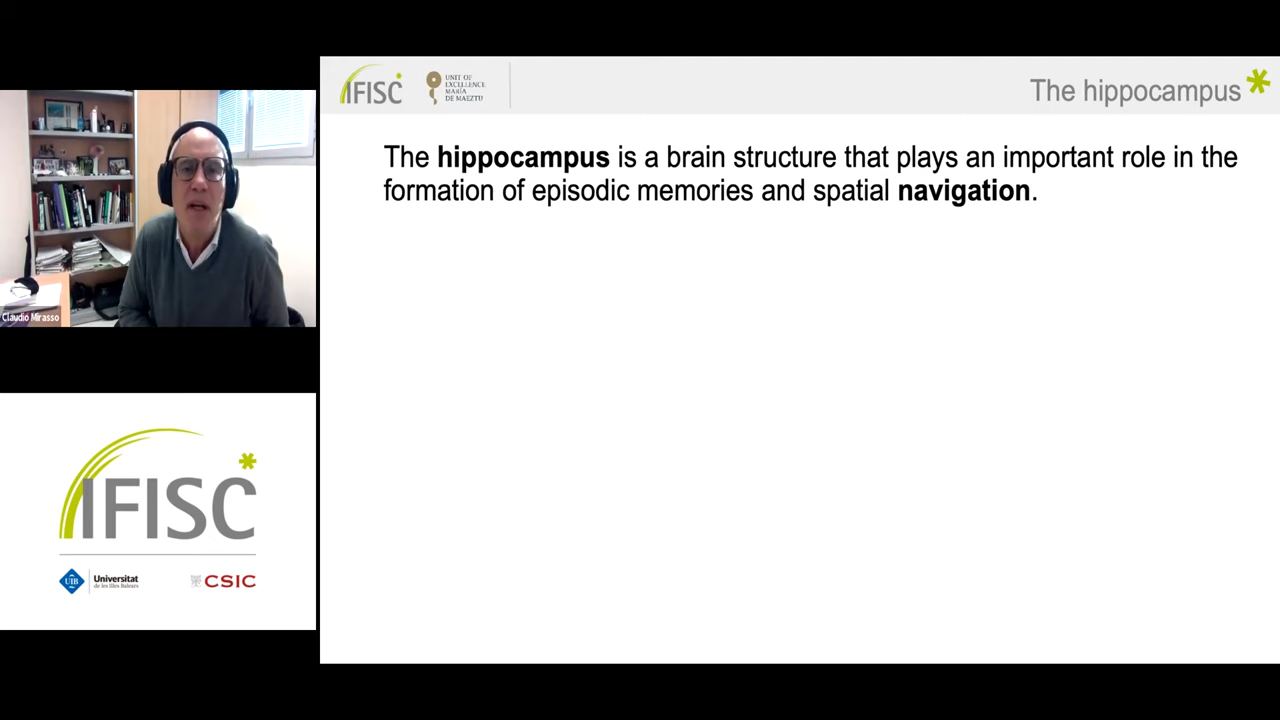 IFISC
UNIT OF
EXCELLENCE
MARÍA
DE MAEZTU
The hippocampus
The hippocampus is a brain structure that plays an important role in the
formation of episodic memories and spatial navigation.
Claudio Mirasso
IFISC
UIB
Universitat
de les Illes Balears
CSIC